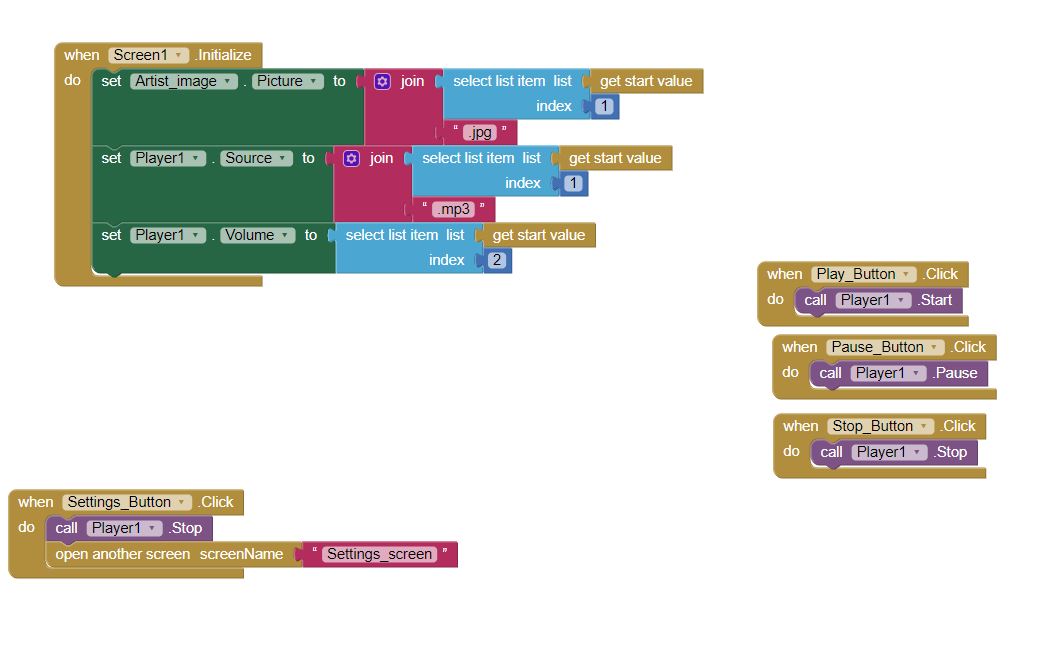 when Screen1 .Initialize
do set Artist_image . Picture to join select list item list get start value
index 1
" .jpg "
set Player1 . Source to join select list item list get start value
index 1
" .mp3 "
set Player1 . Volume to select list item list get start value
index 2
when Play_Button .Click
do call Player1 .Start
when Pause_Button .Click
do call Player1 .Pause
when Stop_Button .Click
do call Player1 .Stop
when Settings_Button .Click
do call Player1 .Stop
open another screen screenName " Settings_screen "